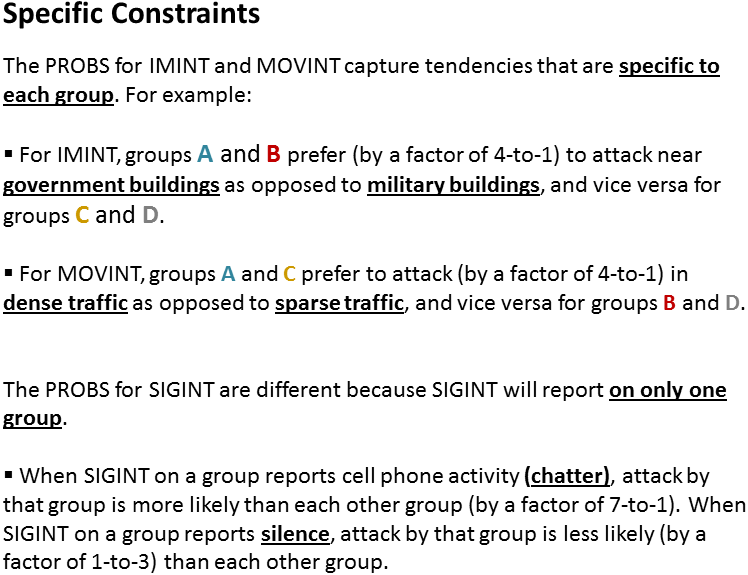 Specific Constraints
The PROBS for IMINT and MOVINT capture tendencies that are specific to
each group. For example:
▪ For IMINT, groups A and B prefer (by a factor of 4-to-1) to attack near
government buildings as opposed to military buildings, and vice versa for
groups C and D.
▪ For MOVINT, groups A and C prefer to attack (by a factor of 4-to-1) in
dense traffic as opposed to sparse traffic, and vice versa for groups B and D.
The PROBS for SIGINT are different because SIGINT will report on only one
group.
▪ When SIGINT on a group reports cell phone activity (chatter), attack by
that group is more likely than each other group (by a factor of 7-to-1). When
SIGINT on a group reports silence, attack by that group is less likely (by a
factor of 1-to-3) than each other group.